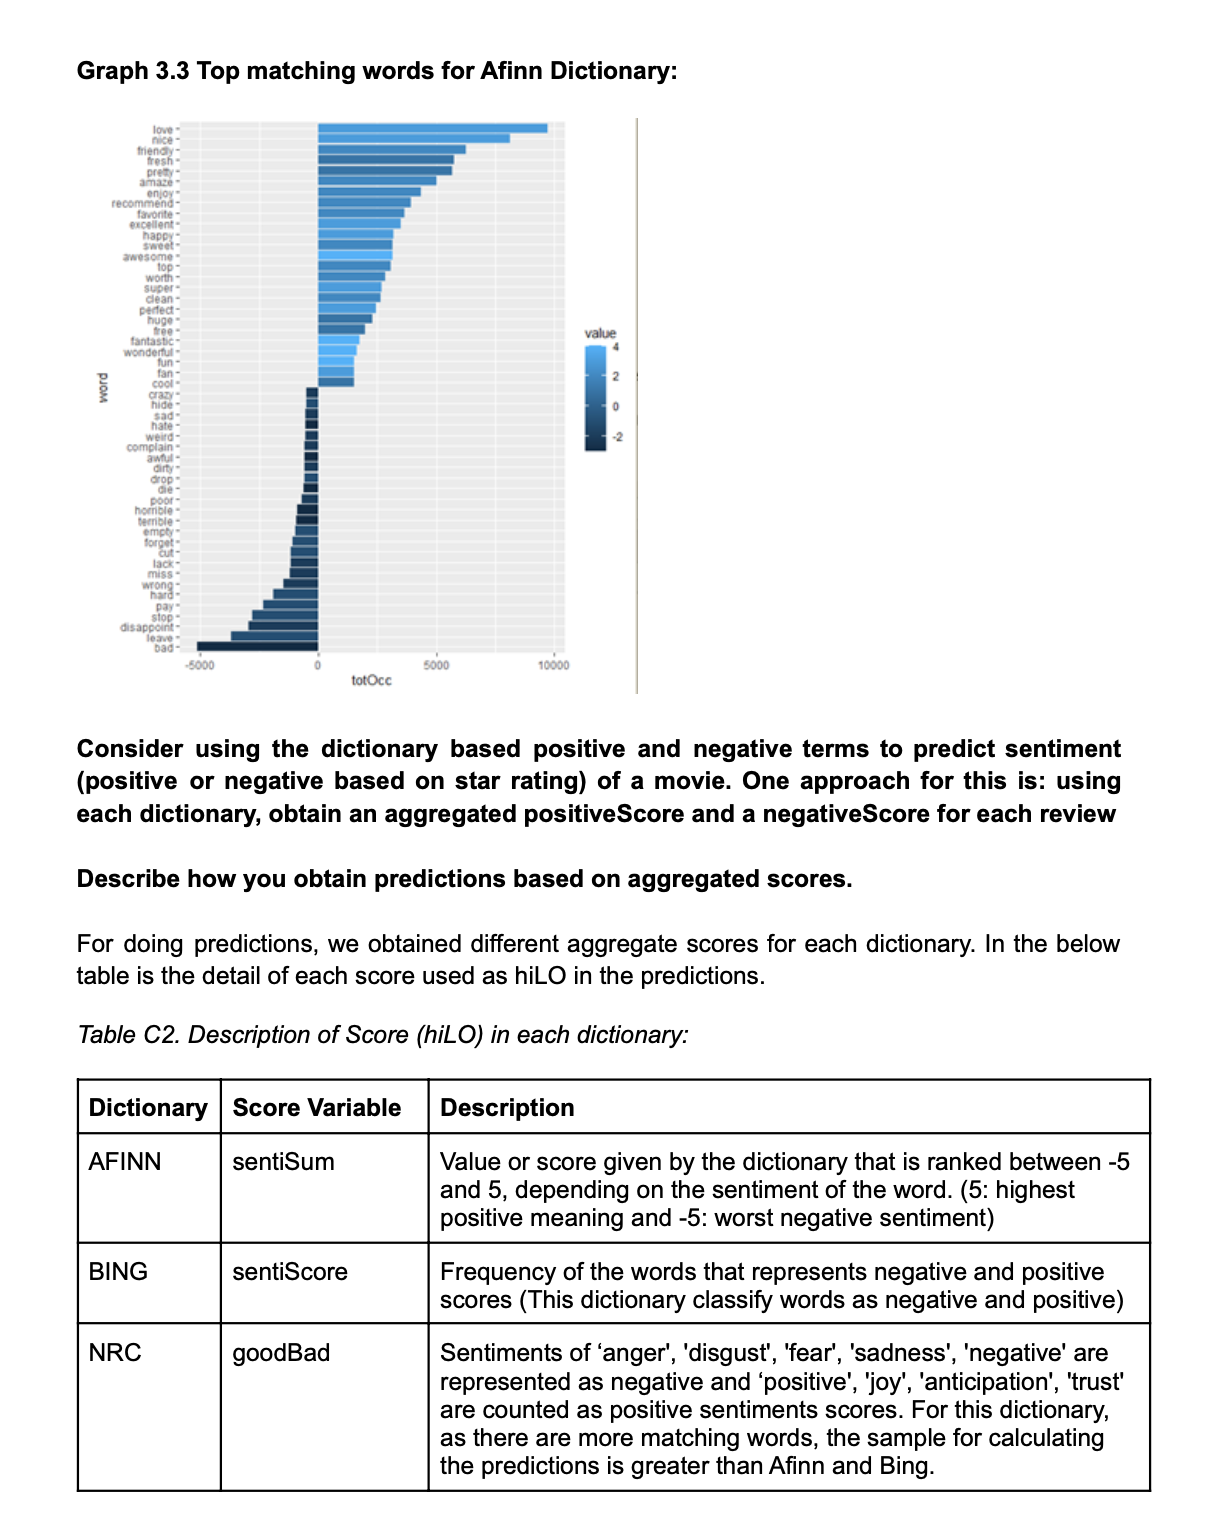 Graph 3.3 Top matching words for Afinn Dictionary:
love
nice
friendly
fresh
pretty
amaze
enjoy
recommend
favorite
excellent
happy
sweet
awesome
top
worth
super
clean
perfect
huge
free
fantastic
wonderful
fun
fan
cool
crazy
hide
sad
hate
weird
complain
awful
dirty
drop
die
poor
horrible
terrible
empty
forget
cut
lack
miss
wrong
hard
pay
stop
disappoint
leave
bad
word
-5000 0 5000 10000
totOcc
value
4
2
0
-2
Consider using the dictionary based positive and negative terms to predict sentiment
(positive or negative based on star rating) of a movie. One approach for this is: using
each dictionary, obtain an aggregated positiveScore and a negativeScore for each review
Describe how you obtain predictions based on aggregated scores.
For doing predictions, we obtained different aggregate scores for each dictionary. In the below
table is the detail of each score used as hiLO in the predictions.
Table C2. Description of Score (hiLO) in each dictionary:
Dictionary Score Variable Description
AFINN sentiSum Value or score given by the dictionary that is ranked between -5
and 5, depending on the sentiment of the word. (5: highest
positive meaning and -5: worst negative sentiment)
BING sentiScore Frequency of the words that represents negative and positive
scores (This dictionary classify words as negative and positive)
NRC goodBad Sentiments of ‘anger', 'disgust', 'fear', 'sadness', 'negative' are
represented as negative and ‘positive', 'joy', 'anticipation', 'trust'
are counted as positive sentiments scores. For this dictionary,
as there are more matching words, the sample for calculating
the predictions is greater than Afinn and Bing.